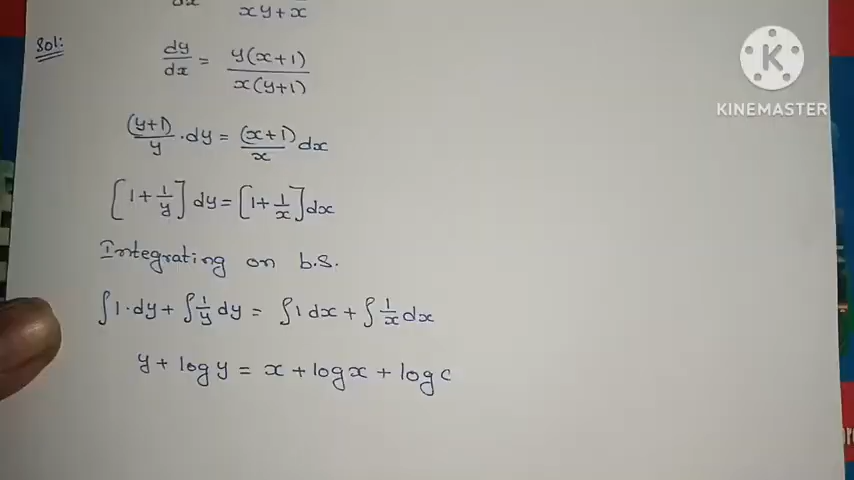 dx xy+x
Sol:
dy/dx = y(x+1)/x(y+1)
K
KINEMASTER
(y+1)/y . dy = (x+1)/x dx
[1+1/y] dy = [1+1/x] dx
Integrating on b.s.
∫1.dy + ∫1/y dy = ∫1 dx + ∫1/x dx
y + log y = x + log x + log c